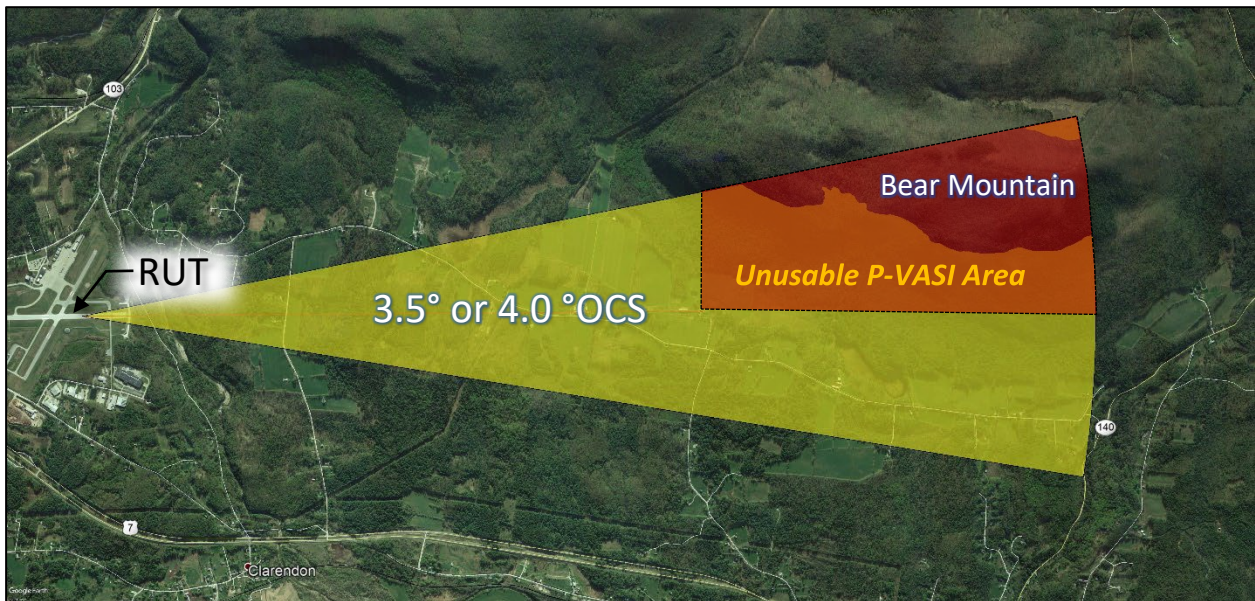 103
Bear Mountain
RUT
Unusable P-VASI Area
3.5° or 4.0 °OCS
140
7
Clarendon
Google Earth